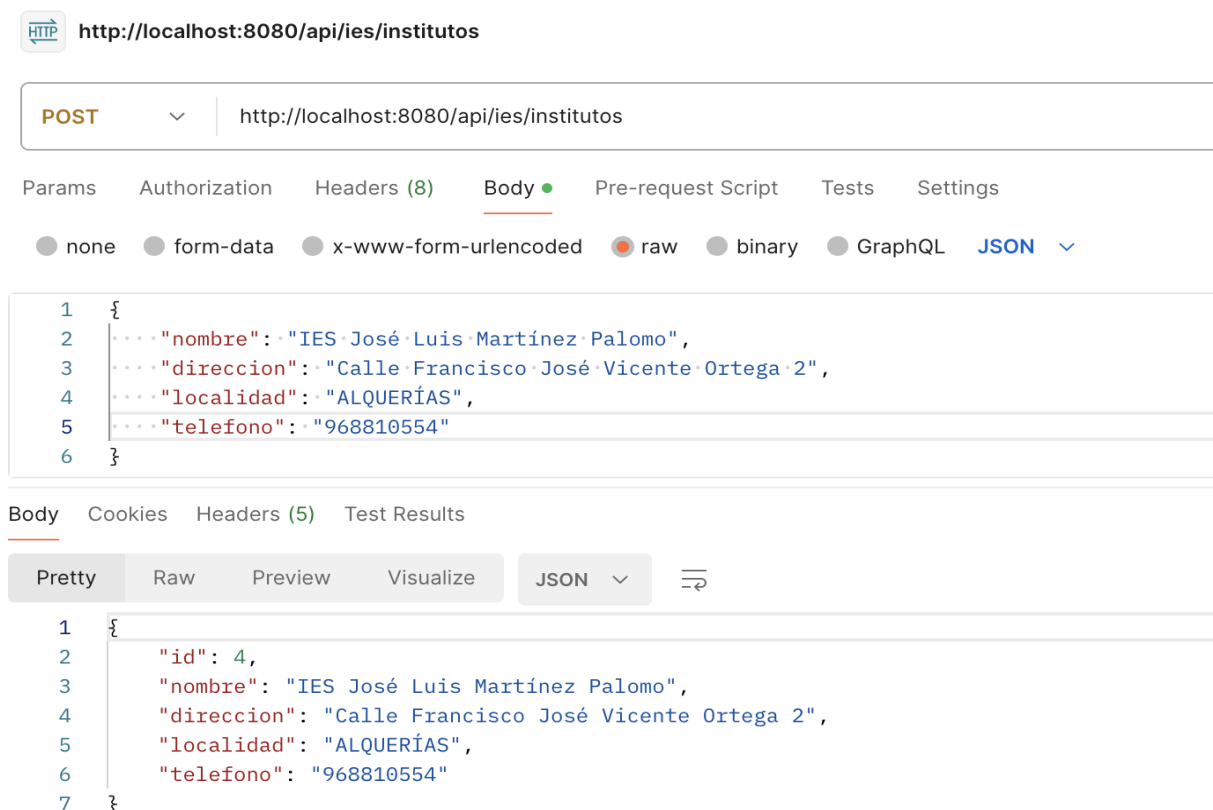 HTTP http://localhost:8080/api/ies/institutos
POST http://localhost:8080/api/ies/institutos
Params Authorization Headers (8) Body Pre-request Script Tests Settings
none form-data x-www-form-urlencoded raw binary GraphQL JSON
1 {
2 ····"nombre":·"IES·José·Luis·Martínez·Palomo",
3 ····"direccion":·"Calle·Francisco·José·Vicente·Ortega·2",
4 ····"localidad":·"ALQUERÍAS",
5 ····"telefono":·"968810554"
6 }
Body Cookies Headers (5) Test Results
Pretty Raw Preview Visualize JSON
1 {
2 "id": 4,
3 "nombre": "IES José Luis Martínez Palomo",
4 "direccion": "Calle Francisco José Vicente Ortega 2",
5 "localidad": "ALQUERÍAS",
6 "telefono": "968810554"
7 }